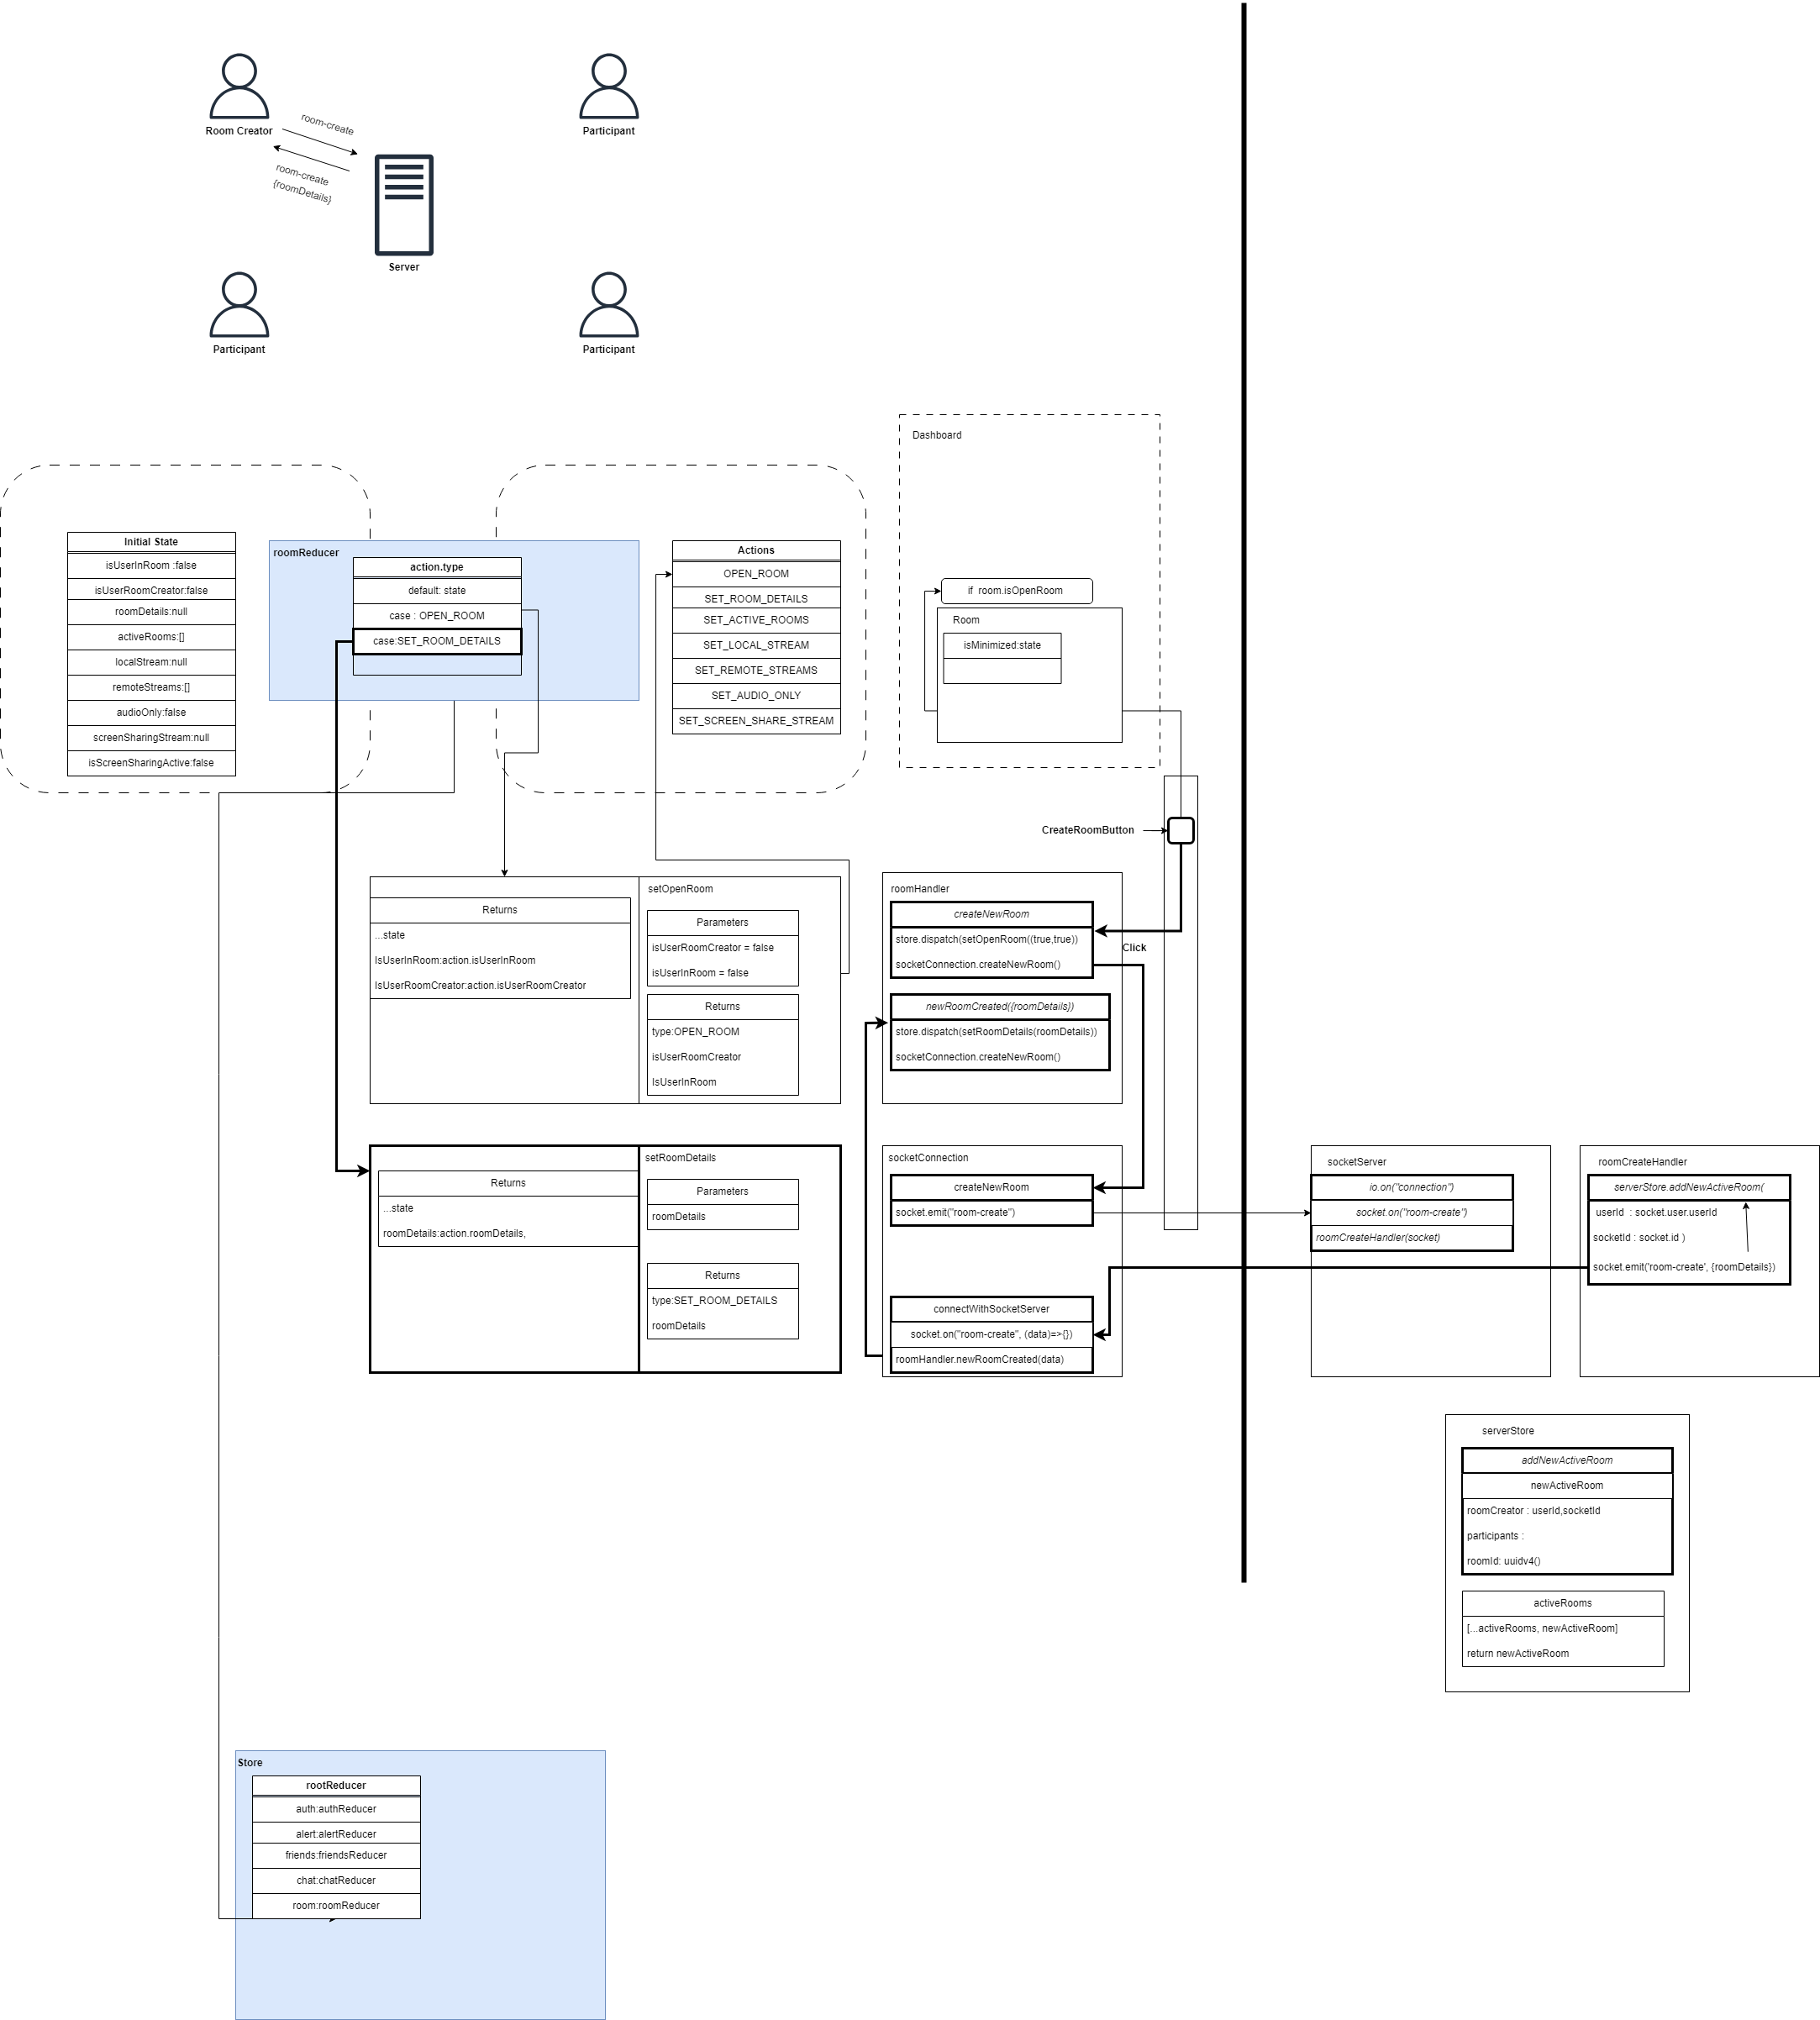 Room Creator
room-create
room-create
{roomDetails}
Participant
Server
Participant
Participant
Dashboard
Initial State
isUserInRoom :false
isUserRoomCreator:false
roomDetails:null
activeRooms:[]
localStream:null
remoteStreams:[]
audioOnly:false
screenSharingStream:null
isScreenSharingActive:false
roomReducer
action.type
default: state
case : OPEN_ROOM
case:SET_ROOM_DETAILS
Actions
OPEN_ROOM
SET_ROOM_DETAILS
SET_ACTIVE_ROOMS
SET_LOCAL_STREAM
SET_REMOTE_STREAMS
SET_AUDIO_ONLY
SET_SCREEN_SHARE_STREAM
if room.isOpenRoom
Room
isMinimized:state
CreateRoomButton
Returns
...state
IsUserInRoom:action.isUserInRoom
IsUserRoomCreator:action.isUserRoomCreator
setOpenRoom
Parameters
isUserRoomCreator = false
isUserInRoom = false
Returns
type:OPEN_ROOM
isUserRoomCreator
IsUserInRoom
roomHandler
createNewRoom
store.dispatch(setOpenRoom((true,true))
socketConnection.createNewRoom()
Click
newRoomCreated({roomDetails})
store.dispatch(setRoomDetails(roomDetails))
socketConnection.createNewRoom()
Returns
...state
roomDetails:action.roomDetails,
setRoomDetails
Parameters
roomDetails
Returns
type:SET_ROOM_DETAILS
roomDetails
socketConnection
createNewRoom
socket.emit("room-create")
connectWithSocketServer
socket.on("room-create", (data)=>{})
roomHandler.newRoomCreated(data)
socketServer
io.on("connection")
socket.on("room-create")
roomCreateHandler(socket)
roomCreateHandler
serverStore.addNewActiveRoom(
userId : socket.user.userId
socketId : socket.id )
socket.emit('room-create', {roomDetails})
serverStore
addNewActiveRoom
newActiveRoom
roomCreator : userId,socketId
participants :
roomId: uuidv4()
activeRooms
[...activeRooms, newActiveRoom]
return newActiveRoom
Store
rootReducer
auth:authReducer
alert:alertReducer
friends:friendsReducer
chat:chatReducer
room:roomReducer